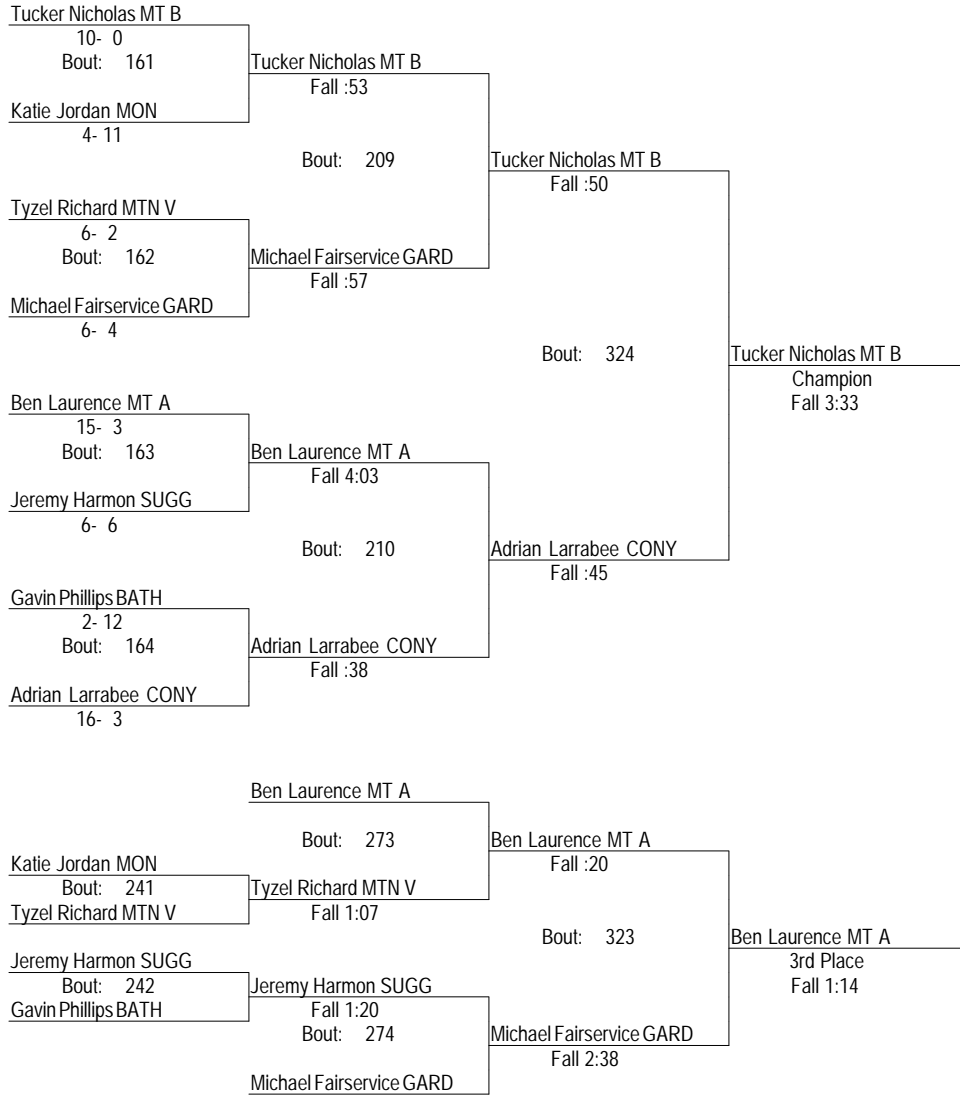 Tucker Nicholas MT B
10- 0
Bout: 161
Tucker Nicholas MT B
Fall :53
Katie Jordan MON
4- 11
Bout: 209
Tucker Nicholas MT B
Fall :50
Tyzel Richard MTN V
6- 2
Bout: 162
Michael Fairservice GARD
Fall :57
Michael Fairservice GARD
6- 4
Bout: 324
Tucker Nicholas MT B
Champion
Fall 3:33
Ben Laurence MT A
15- 3
Bout: 163
Ben Laurence MT A
Fall 4:03
Jeremy Harmon SUGG
6- 6
Bout: 210
Adrian Larrabee CONY
Fall :45
Gavin Phillips BATH
2- 12
Bout: 164
Adrian Larrabee CONY
Fall :38
Adrian Larrabee CONY
16- 3
Ben Laurence MT A
Bout: 273
Ben Laurence MT A
Fall :20
Katie Jordan MON
Bout: 241
Tyzel Richard MTN V
Tyzel Richard MTN V
Fall 1:07
Bout: 323
Ben Laurence MT A
3rd Place
Fall 1:14
Jeremy Harmon SUGG
Bout: 242
Gavin Phillips BATH
Jeremy Harmon SUGG
Fall 1:20
Bout: 274
Michael Fairservice GARD
Fall 2:38
Michael Fairservice GARD